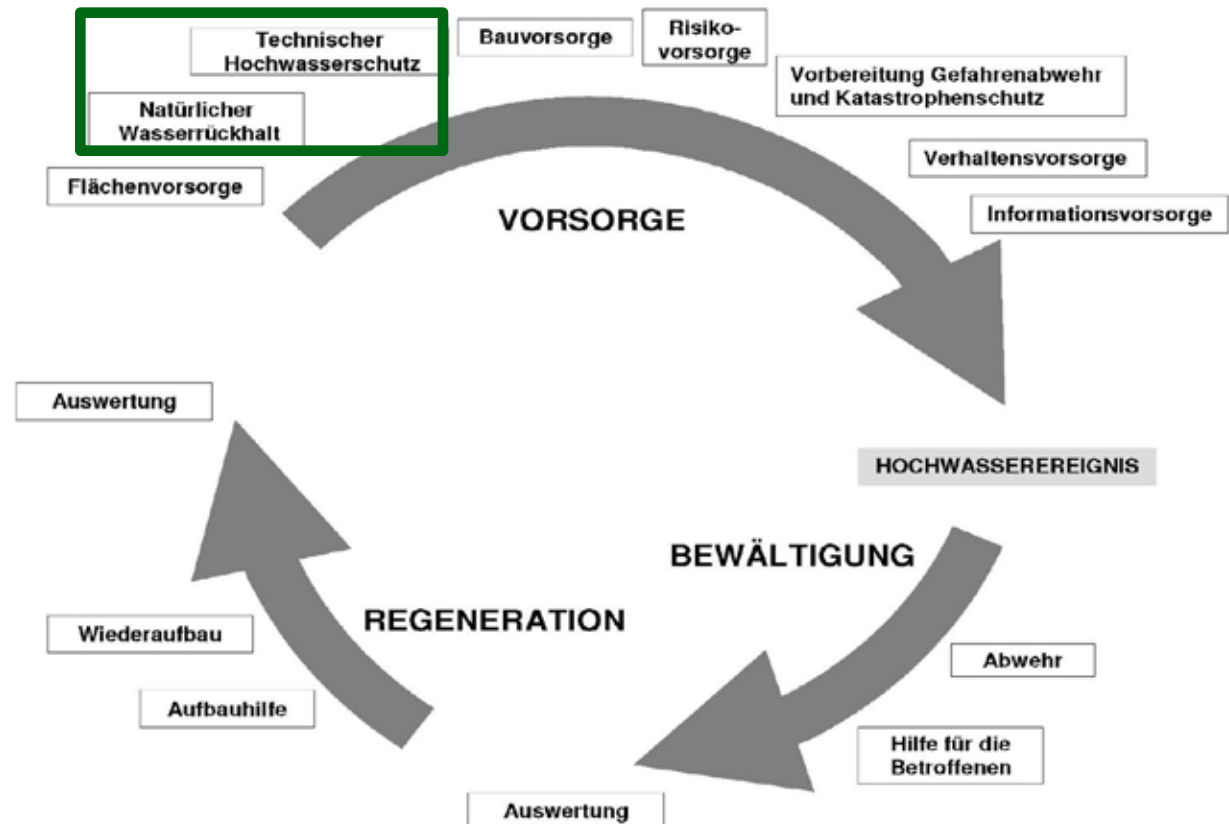 Technischer
Hochwasserschutz
Bauvorsorge
Risiko-
vorsorge
Vorbereitung Gefahrenabwehr
und Katastrophenschutz
Natürlicher
Wasserrückhalt
Verhaltensvorsorge
Flächenvorsorge
Informationsvorsorge
VORSORGE
Auswertung
HOCHWASSEREREIGNIS
BEWÄLTIGUNG
REGENERATION
Wiederaufbau
Abwehr
Aufbauhilfe
Hilfe für die
Betroffenen
Auswertung